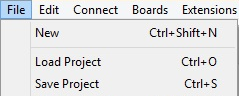 File Edit Connect Boards Extensions
New Ctrl+Shift+N
Load Project Ctrl+O
Save Project Ctrl+S